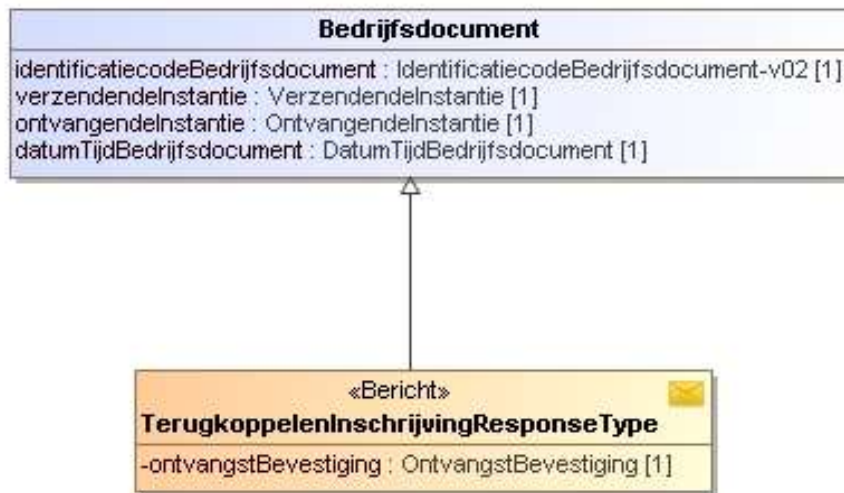 Bedrijfsdocument
identificatiecodeBedrijfsdocument : IdentificatiecodeBedrijfsdocument-v02 [1]
verzendendeInstantie : VerzendendeInstantie [1]
ontvangendeInstantie : OntvangendeInstantie [1]
datumTijdBedrijfsdocument : DatumTijdBedrijfsdocument [1]
«Bericht»
TerugkoppelenInschrijvingResponseType
-ontvangstBevestiging : OntvangstBevestiging [1]